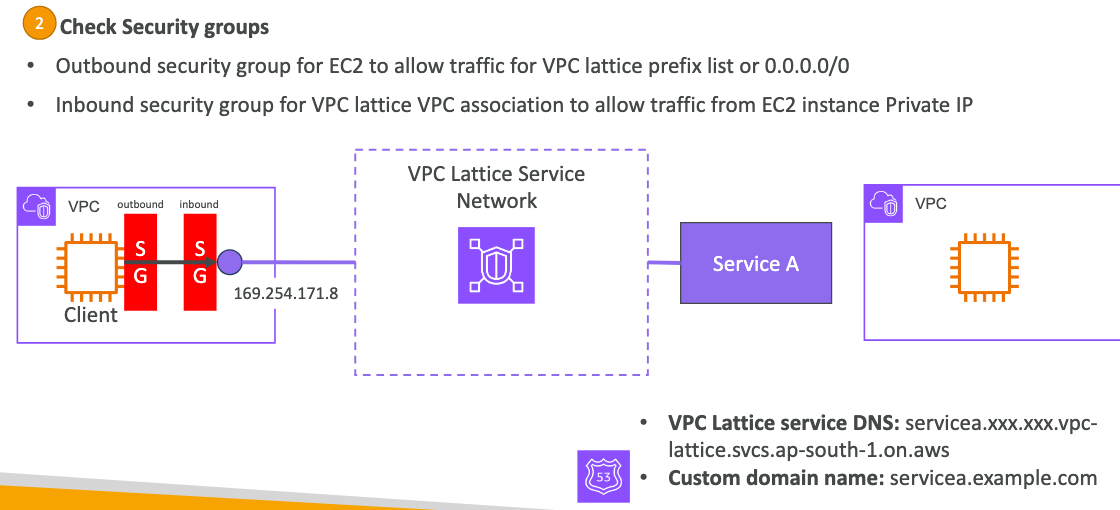 2 Check Security groups
• Outbound security group for EC2 to allow traffic for VPC lattice prefix list or 0.0.0.0/0
• Inbound security group for VPC lattice VPC association to allow traffic from EC2 instance Private IP
VPC Lattice Service
Network
VPC
outbound
inbound
S
G
S
G
Client
169.254.171.8
Service A
VPC
• VPC Lattice service DNS: servicea.xxx.xxx.vpc-
lattice.svcs.ap-south-1.on.aws
53
• Custom domain name: servicea.example.com